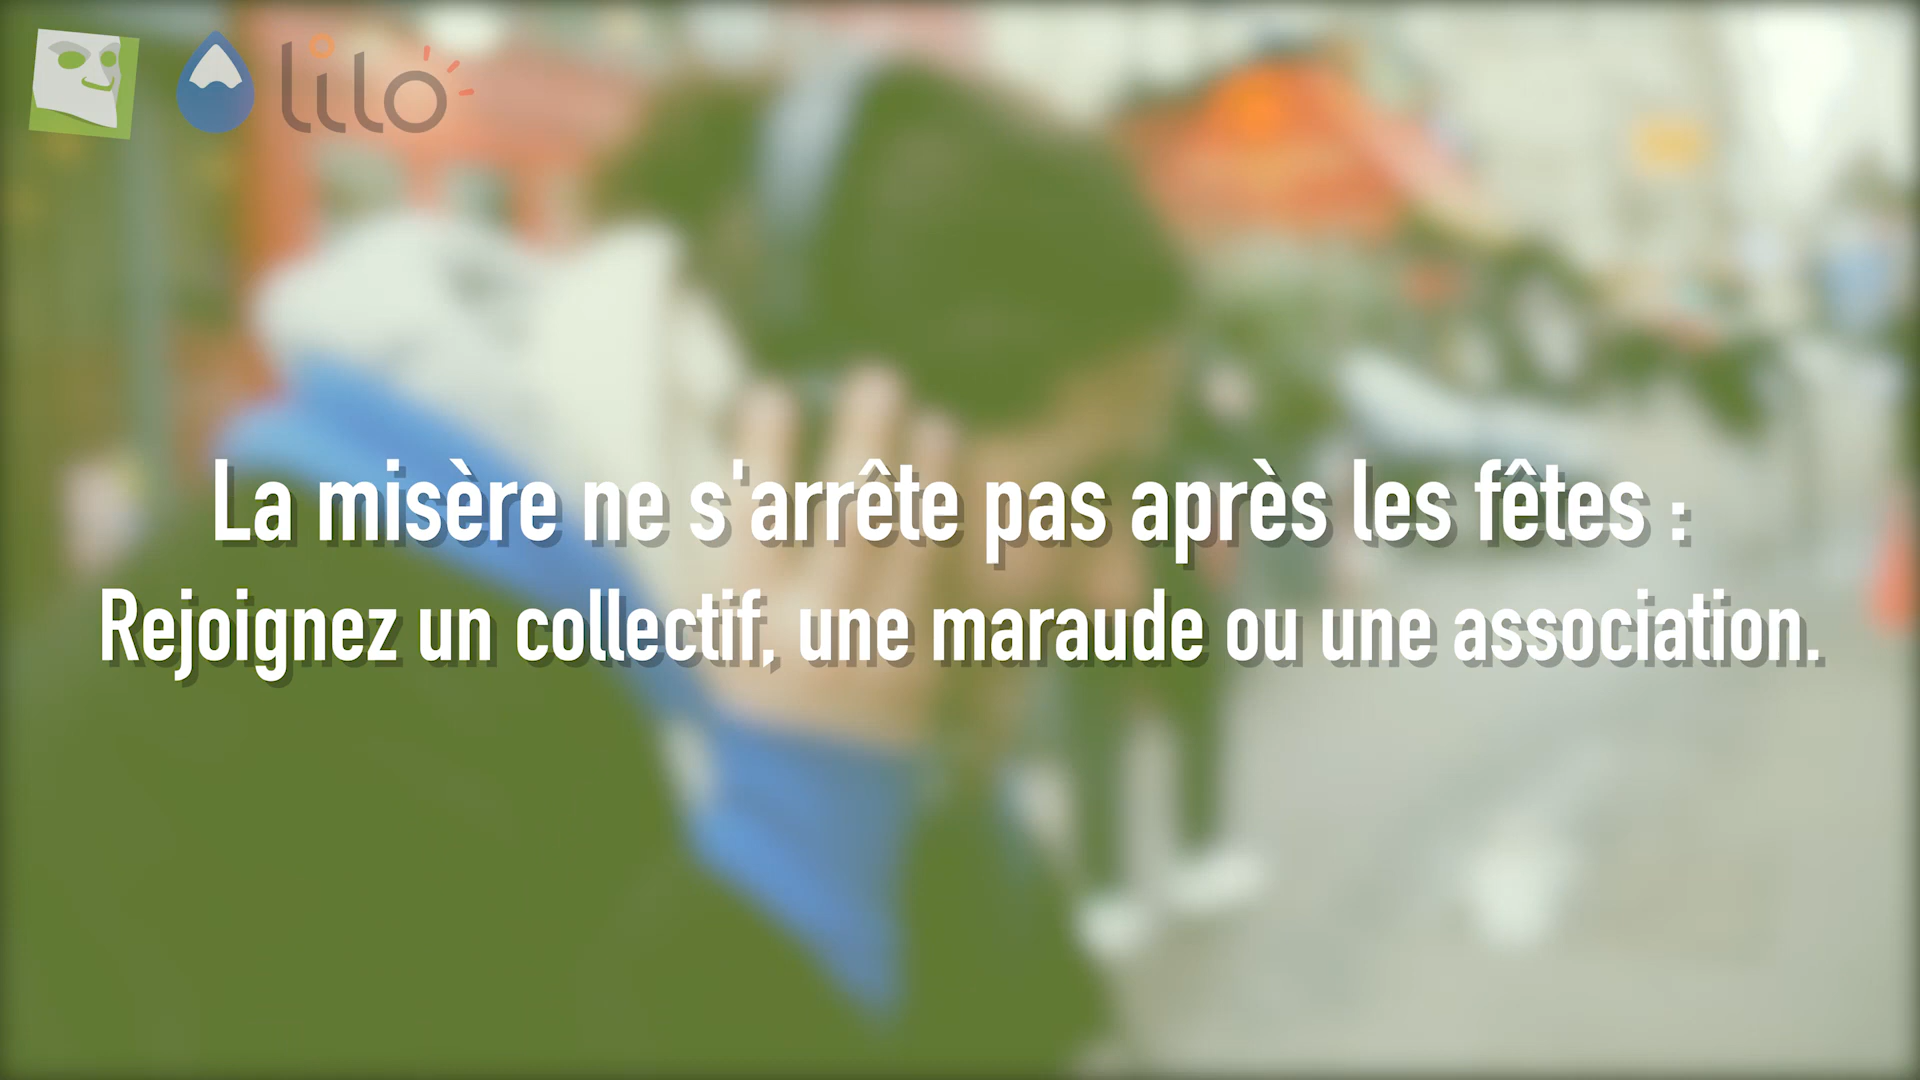 lilo
La misère ne s'arrête pas après les fêtes :
Rejoignez un collectif, une maraude ou une association.